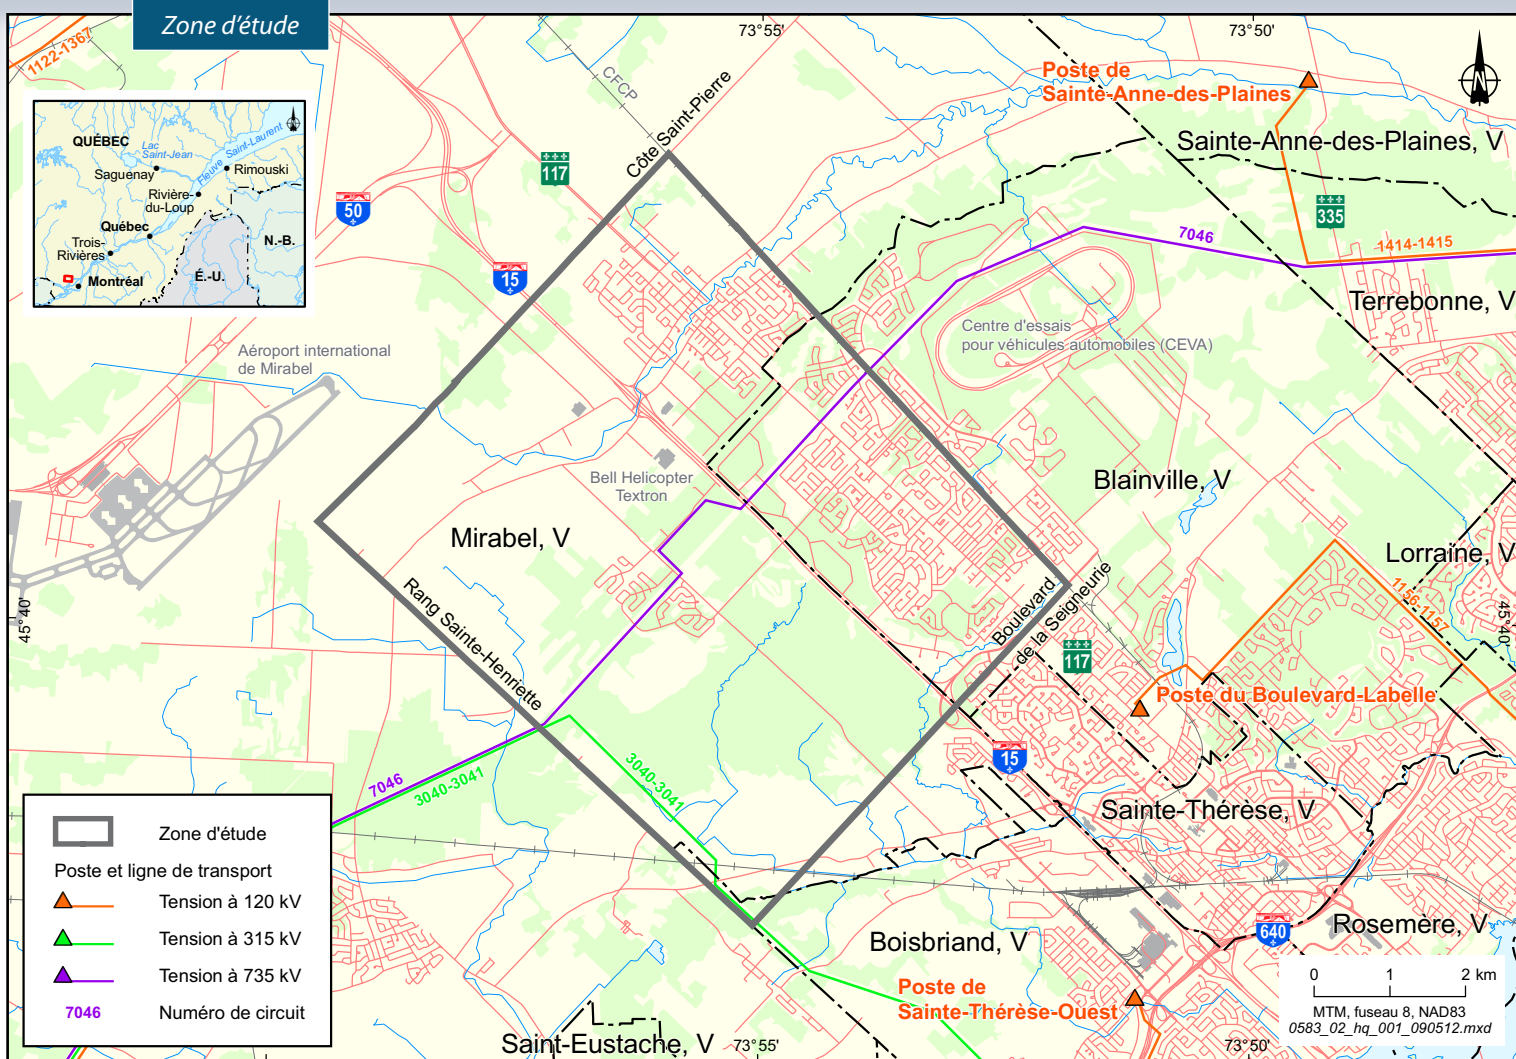 Zone d'étude
73°55'
73°50'
1122-1367
CFCP
Côte Saint-Pierre
Poste de
Sainte-Anne-des-Plaines
Sainte-Anne-des-Plaines, V
QUÉBEC
Lac
Saint-Jean
Fleuve Saint-Laurent
Saguenay
Rimouski
Rivière-
du-Loup
Québec
Trois-
Rivières
N.-B.
É.-U.
Montréal
117
50
15
335
7046
1414-1415
Terrebonne, V
Aéroport international
de Mirabel
Centre d'essais
pour véhicules automobiles (CEVA)
Bell Helicopter
Textron
Blainville, V
Mirabel, V
Lorraine, V
45°40'
45°40'
Rang Sainte-Henriette
Boulevard
de la Seigneurie
117
Poste du Boulevard-Labelle
7046
3040-3041
3040-3041
15
Sainte-Thérèse, V
Zone d'étude
Poste et ligne de transport
Tension à 120 kV
Tension à 315 kV
Tension à 735 kV
7046
Numéro de circuit
Boisbriand, V
640
Rosemère, V
Poste de
Sainte-Thérèse-Ouest
Saint-Eustache, V
73°55'
73°50'
0 1 2 km
MTM, fuseau 8, NAD83
0583_02_hq_001_090512.mxd